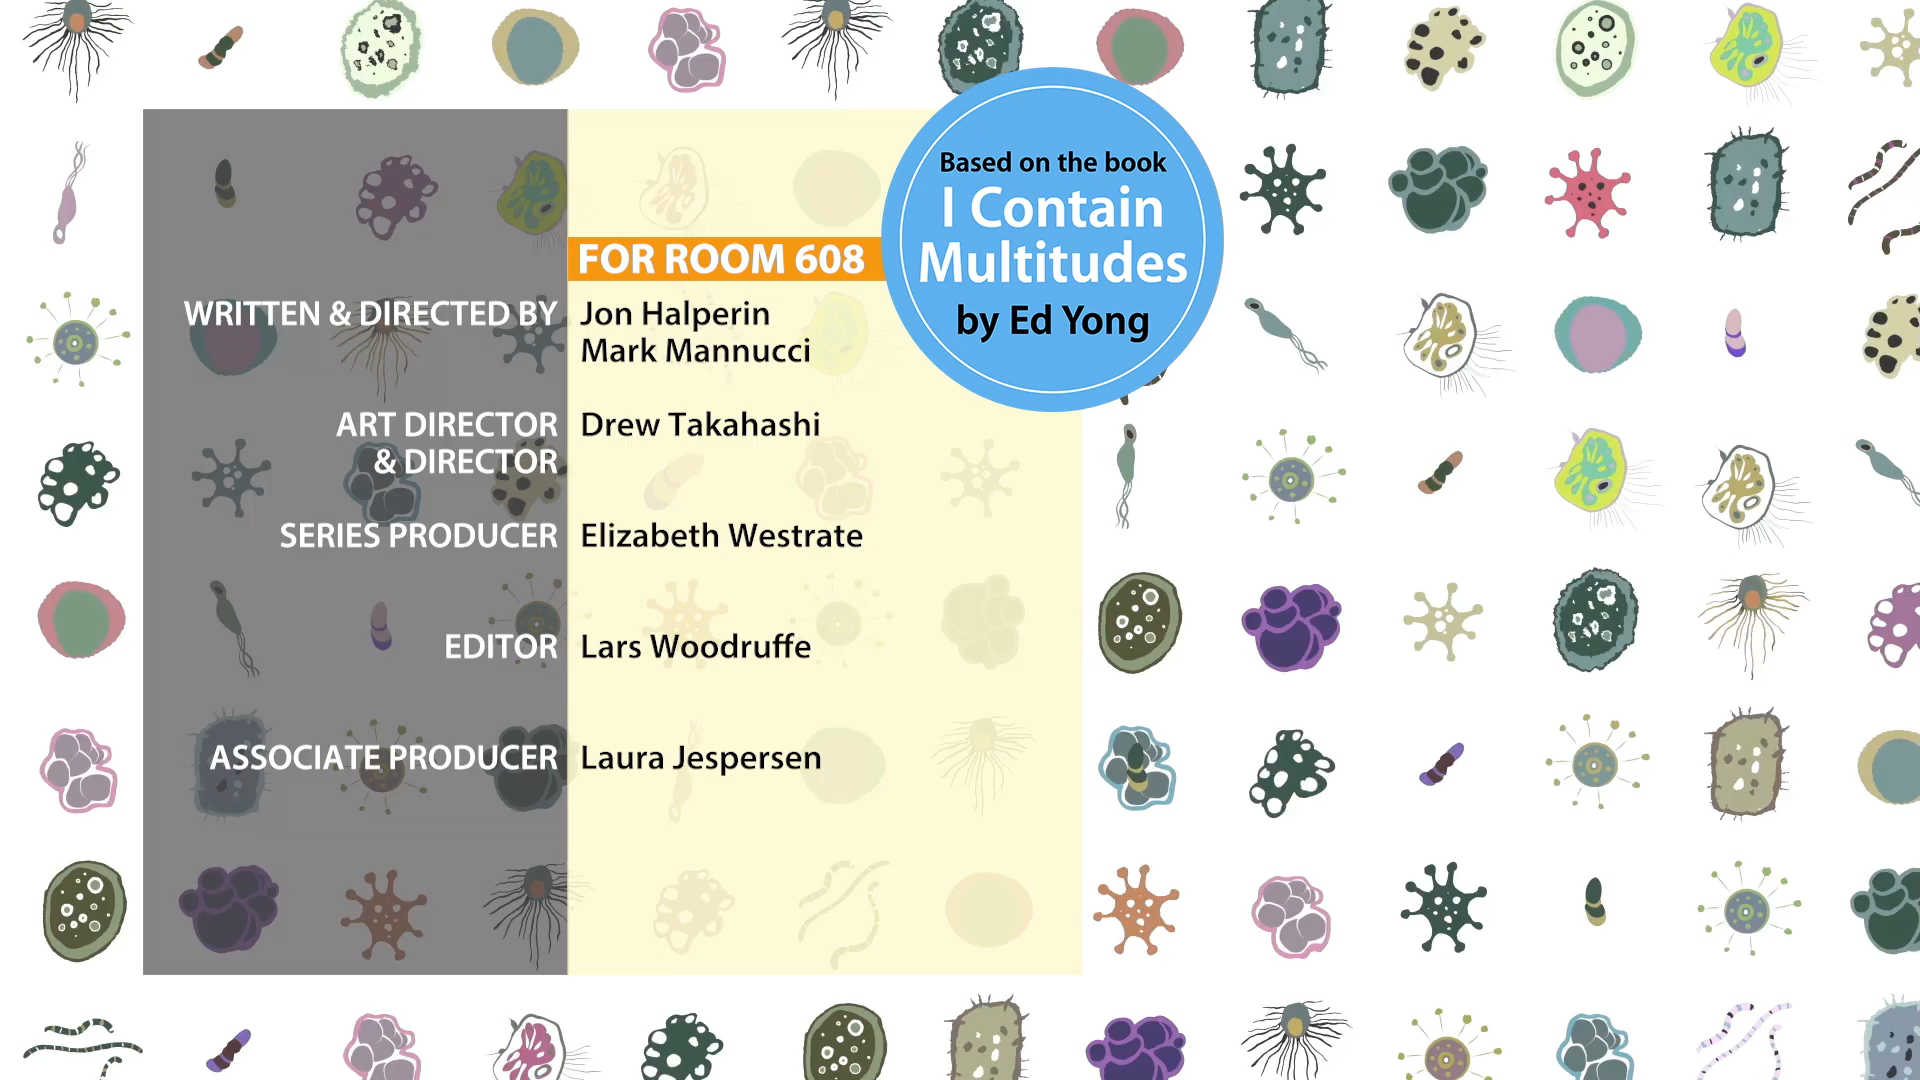 Based on the book
I Contain
Multitudes
by Ed Yong
FOR ROOM 608
WRITTEN & DIRECTED BY Jon Halperin
Mark Mannucci
ART DIRECTOR Drew Takahashi
& DIRECTOR
SERIES PRODUCER Elizabeth Westrate
EDITOR Lars Woodruffe
ASSOCIATE PRODUCER Laura Jespersen